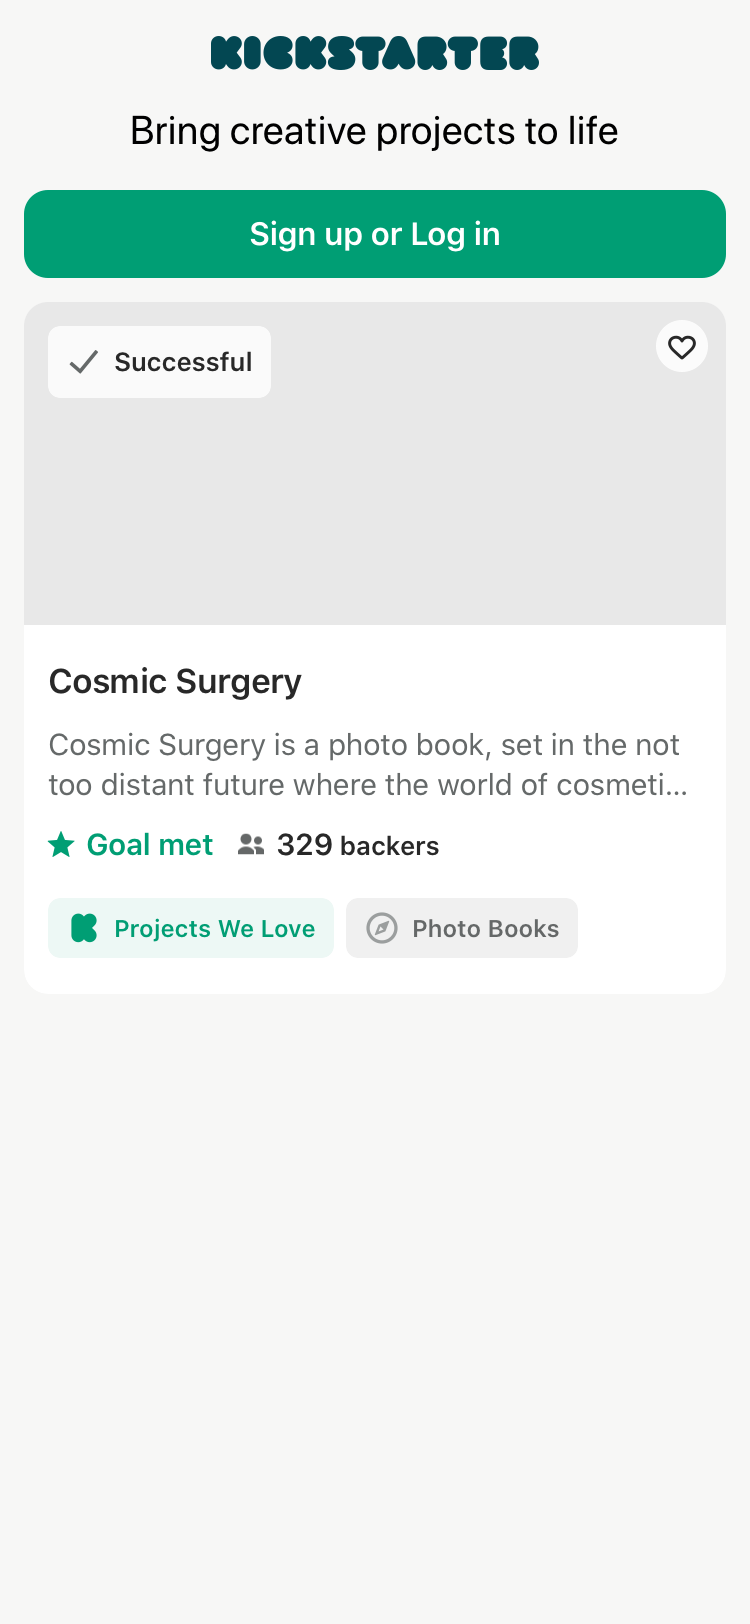 KICKSTARTER
Bring creative projects to life
Sign up or Log in
Successful
Cosmic Surgery
Cosmic Surgery is a photo book, set in the not
too distant future where the world of cosmeti...
Goal met 329 backers
Projects We Love Photo Books